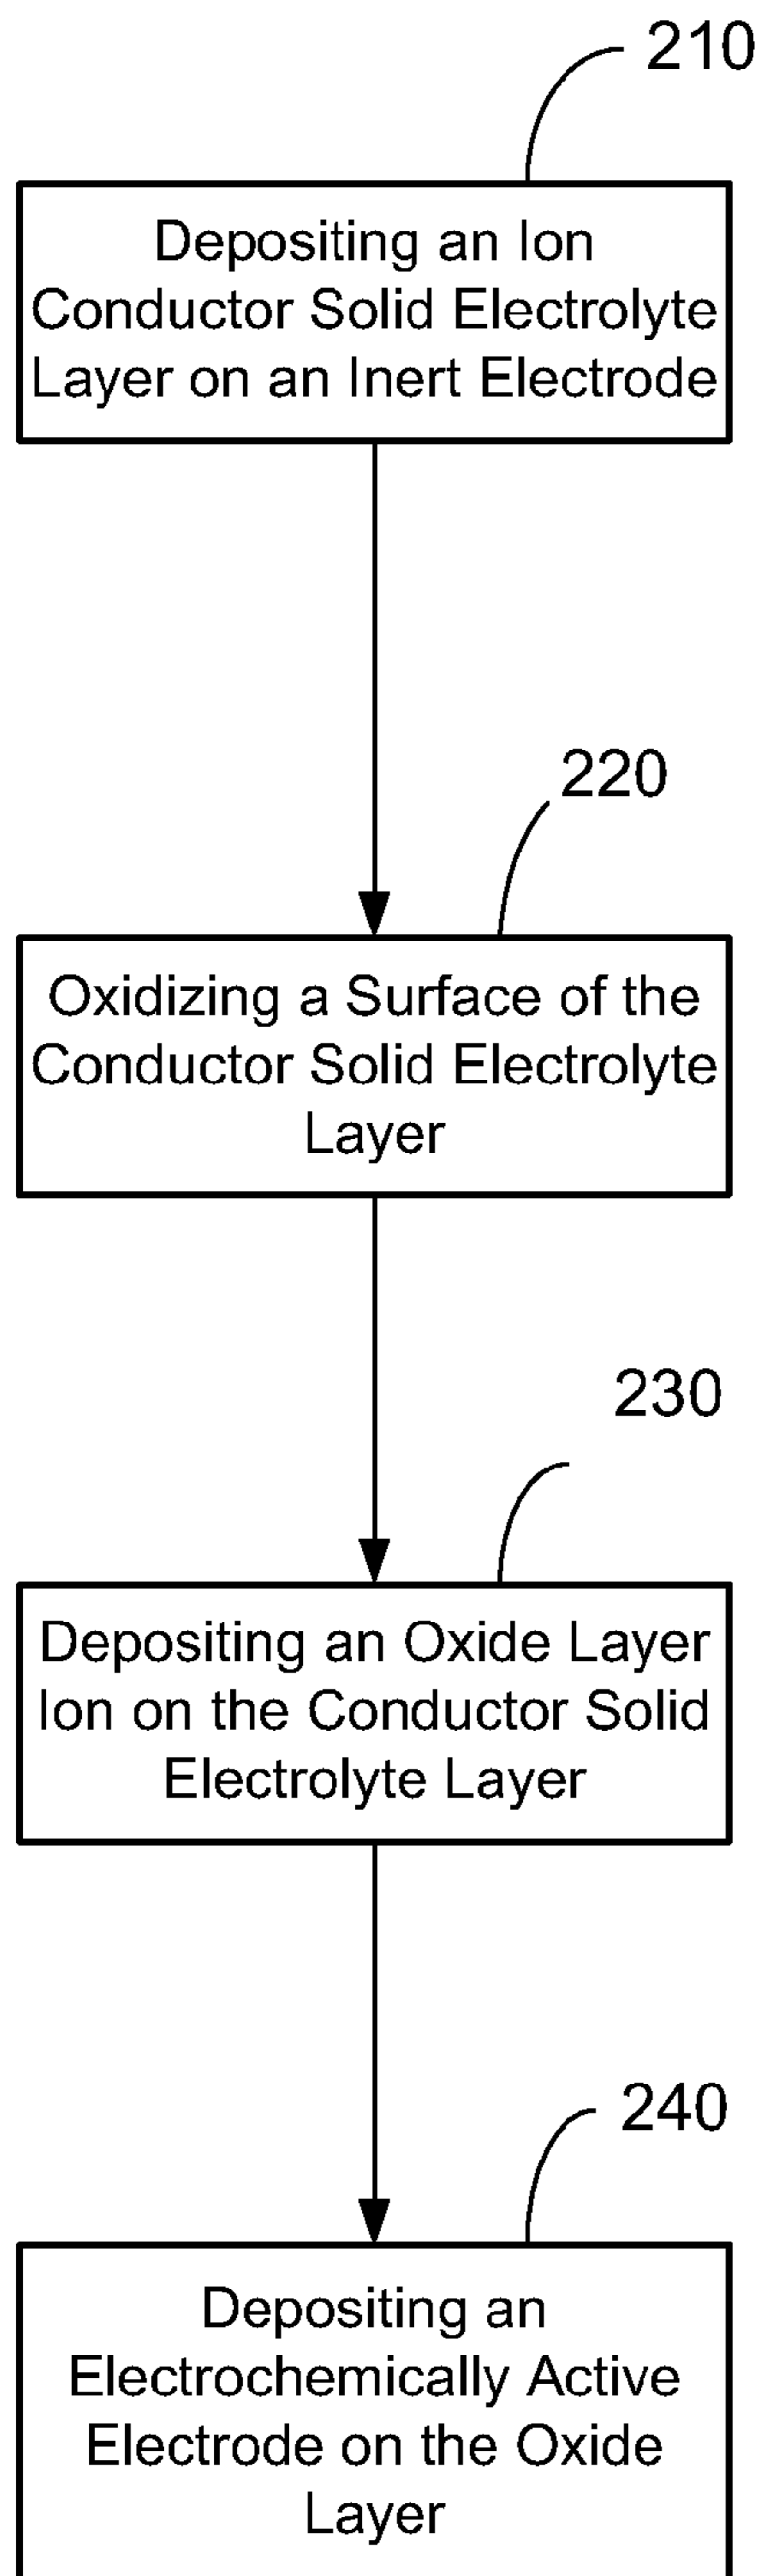 210
Depositing an Ion
Conductor Solid Electrolyte
Layer on an Inert Electrode
220
Oxidizing a Surface of the
Conductor Solid Electrolyte
Layer
230
Depositing an Oxide Layer
Ion on the Conductor Solid
Electrolyte Layer
240
Depositing an
Electrochemically Active
Electrode on the Oxide
Layer